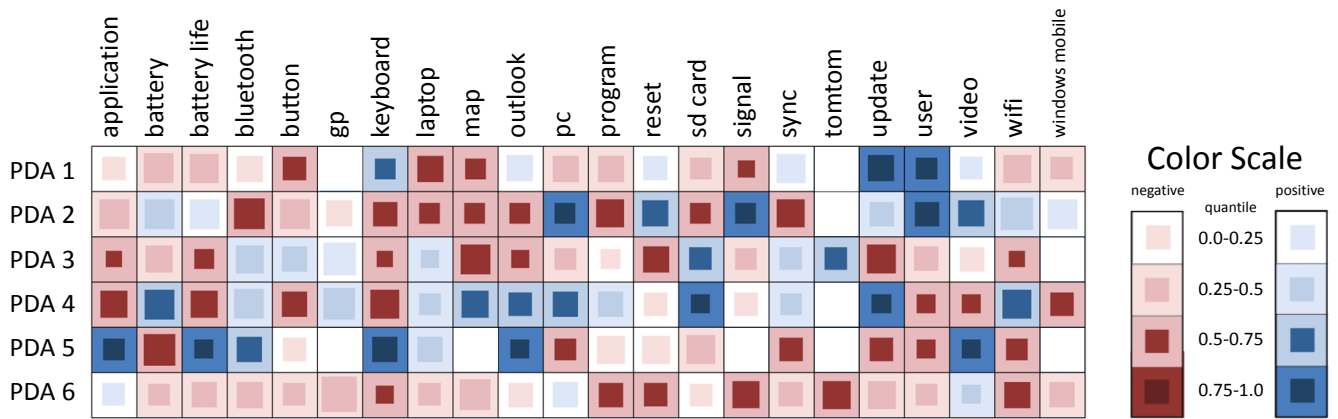 application
battery
battery life
bluetooth
button
gp
keyboard
laptop
map
outlook
pc
program
reset
sd card
signal
sync
tomtom
update
user
video
wifi
windows mobile
PDA 1
PDA 2
PDA 3
PDA 4
PDA 5
PDA 6
Color Scale
negative quantile positive
0.0-0.25
0.25-0.5
0.5-0.75
0.75-1.0